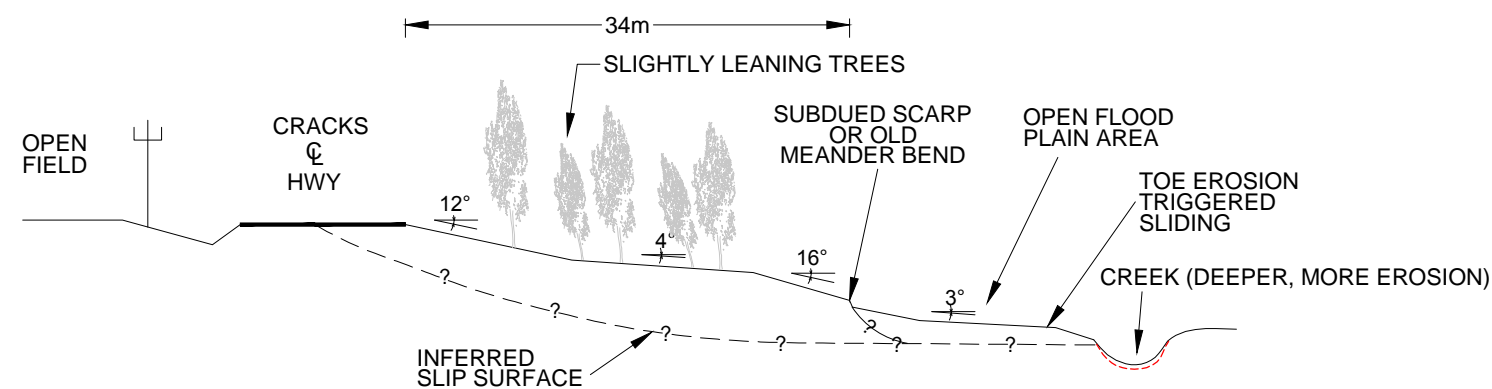 34m
SLIGHTLY LEANING TREES
OPEN
FIELD
CRACKS
℄
HWY
SUBDUED SCARP
OR OLD
MEANDER BEND
OPEN FLOOD
PLAIN AREA
TOE EROSION
TRIGGERED
SLIDING
CREEK (DEEPER, MORE EROSION)
12°
4°
16°
3°
?
?
?
?
?
?
?
INFERRED
SLIP SURFACE